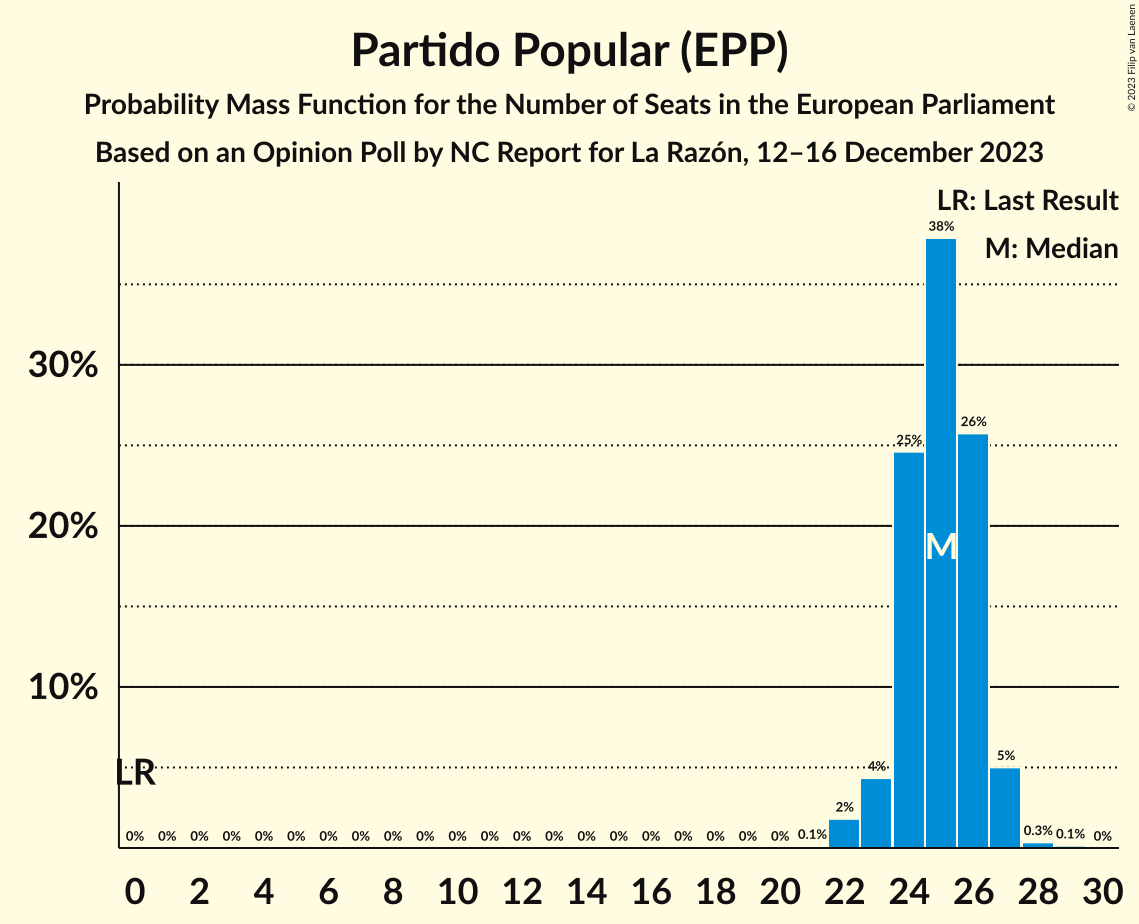 Partido Popular (EPP)
Probability Mass Function for the Number of Seats in the European Parliament
Based on an Opinion Poll by NC Report for La Razón, 12–16 December 2023
© 2023 Filip van Laenen
LR: Last Result
M: Median
38%
30%
26%
25%
20%
M
10%
LR
5%
4%
2%
0% 0% 0% 0% 0% 0% 0% 0% 0% 0% 0% 0% 0% 0% 0% 0% 0% 0% 0% 0% 0% 0.1% 0.3% 0.1% 0%
0 2 4 6 8 10 12 14 16 18 20 22 24 26 28 30